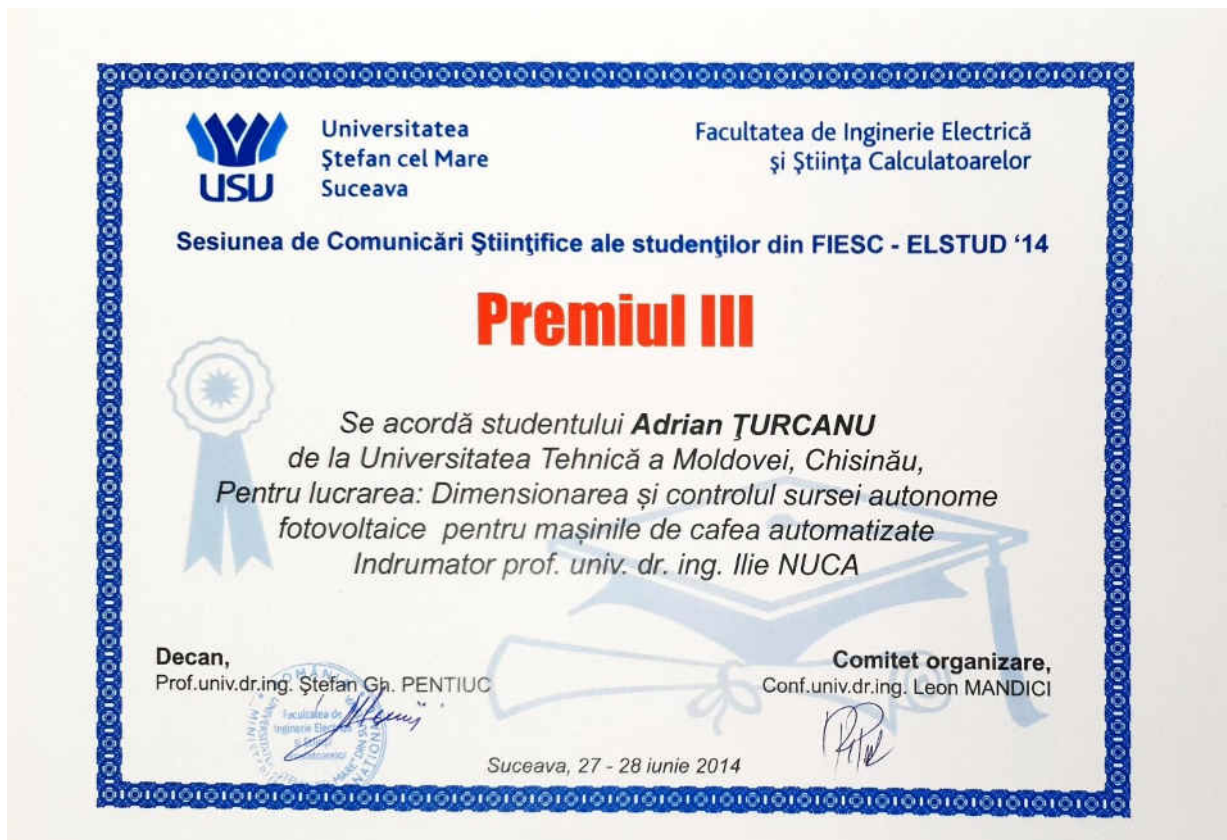 USU
Universitatea
Ştefan cel Mare
Suceava
Facultatea de Inginerie Electrică
şi Ştiinţa Calculatoarelor
Sesiunea de Comunicări Ştiinţifice ale studenţilor din FIESC - ELSTUD ‘14
Premiul III
Se acordă studentului Adrian ŢURCANU
de la Universitatea Tehnică a Moldovei, Chisinău,
Pentru lucrarea: Dimensionarea și controlul sursei autonome
fotovoltaice pentru mașinile de cafea automatizate
Indrumator prof. univ. dr. ing. Ilie NUCA
Decan,
Prof.univ.dr.ing. Ştefan Gh. PENTIUC
Facultatea de
Inginerie
Comitet organizare,
Conf.univ.dr.ing. Leon MANDICI
Suceava, 27 - 28 iunie 2014